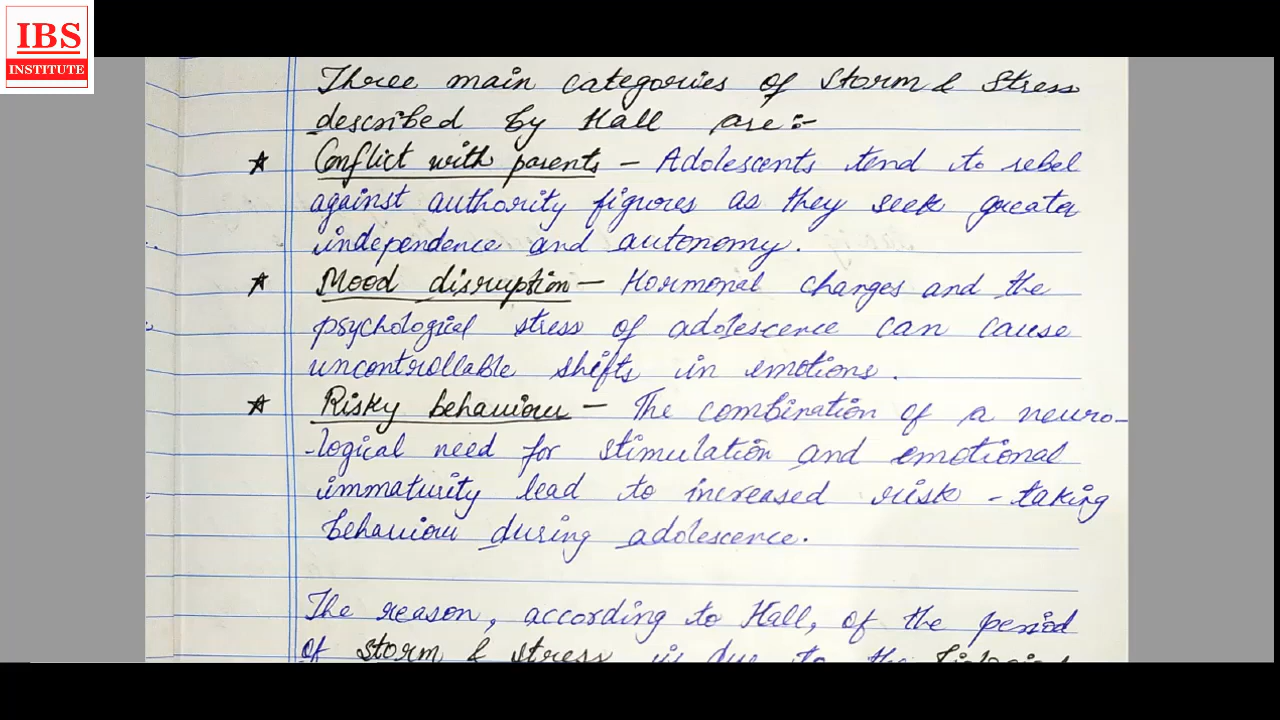 IBS
INSTITUTE
Three main categories of Storm & Stress
described by Hall are:-
★ Conflict with parents – Adolescents tend to rebel
against authority figures as they seek greater
independence and autonomy.
★ Mood disruption – Hormonal changes and the
psychological stress of adolescence can cause
uncontrollable shifts in emotions.
★ Risky behaviour – The combination of a neuro-
-logical need for stimulation and emotional
immaturity lead to increased risk-taking
behaviour during adolescence.
The reason, according to Hall, of the period
of storm & stress is due to the